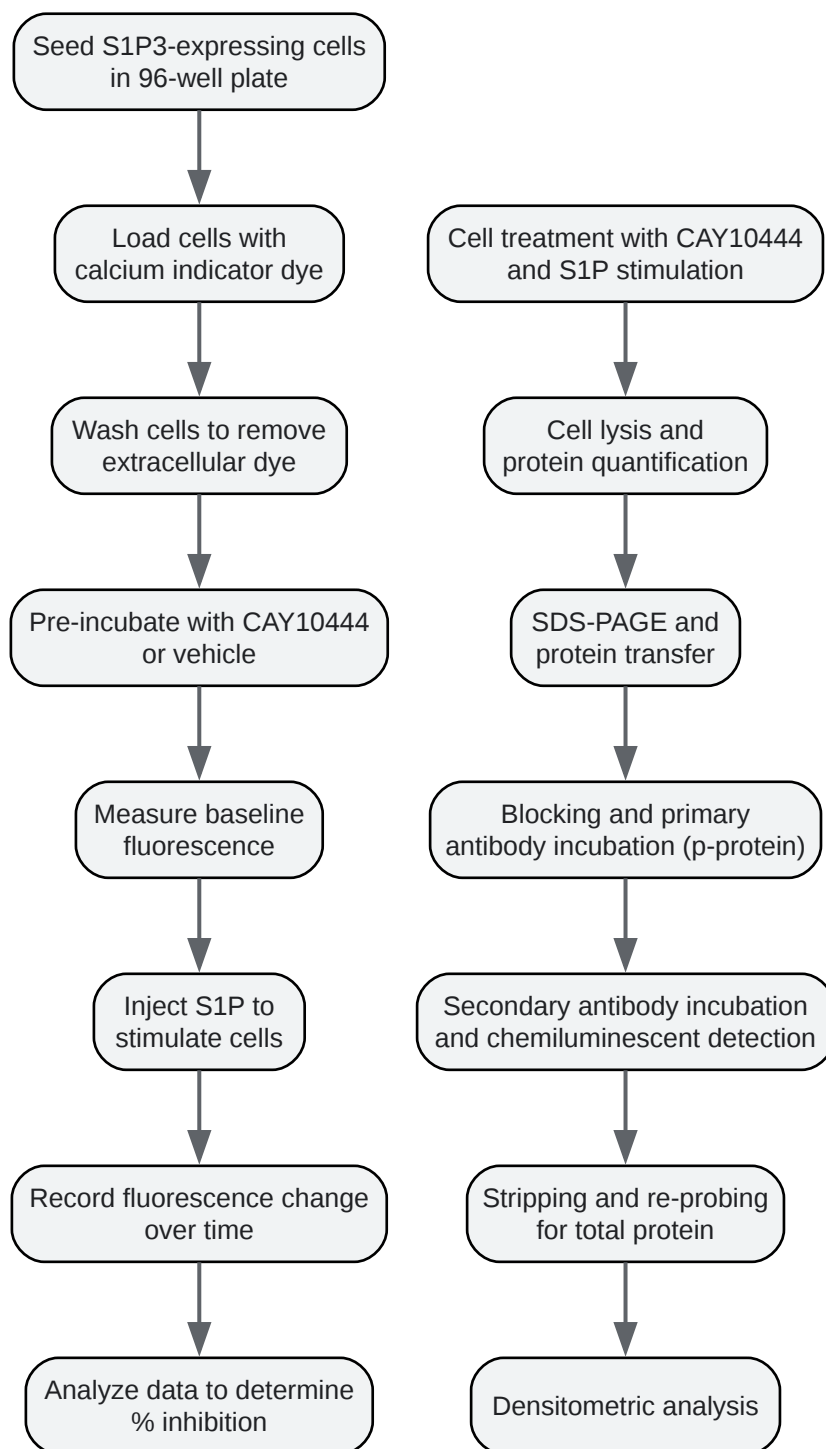 Seed S1P3-expressing cells
in 96-well plate
Load cells with
calcium indicator dye
Wash cells to remove
extracellular dye
Pre-incubate with CAY10444
or vehicle
Measure baseline
fluorescence
Inject S1P to
stimulate cells
Record fluorescence change
over time
Analyze data to determine
% inhibition
Cell treatment with CAY10444
and S1P stimulation
Cell lysis and
protein quantification
SDS-PAGE and
protein transfer
Blocking and primary
antibody incubation (p-protein)
Secondary antibody incubation
and chemiluminescent detection
Stripping and re-probing
for total protein
Densitometric analysis